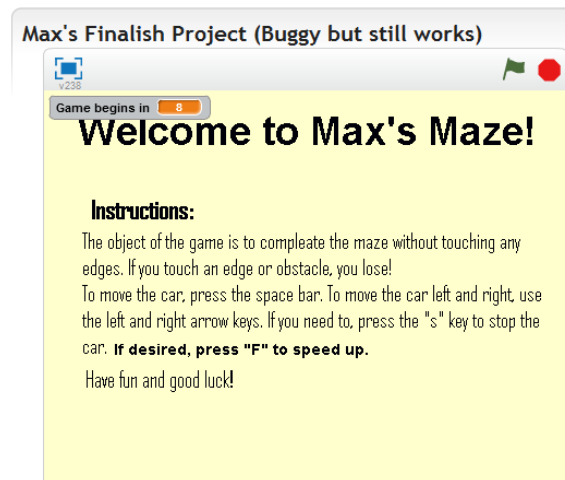 Max's Finalish Project (Buggy but still works)
v238
Game begins in 8
Welcome to Max's Maze!
Instructions:
The object of the game is to compleate the maze without touching any
edges. If you touch an edge or obstacle, you lose!
To move the car, press the space bar. To move the car left and right, use
the left and right arrow keys. If you need to, press the "s" key to stop the
car. If desired, press "F" to speed up.
Have fun and good luck!